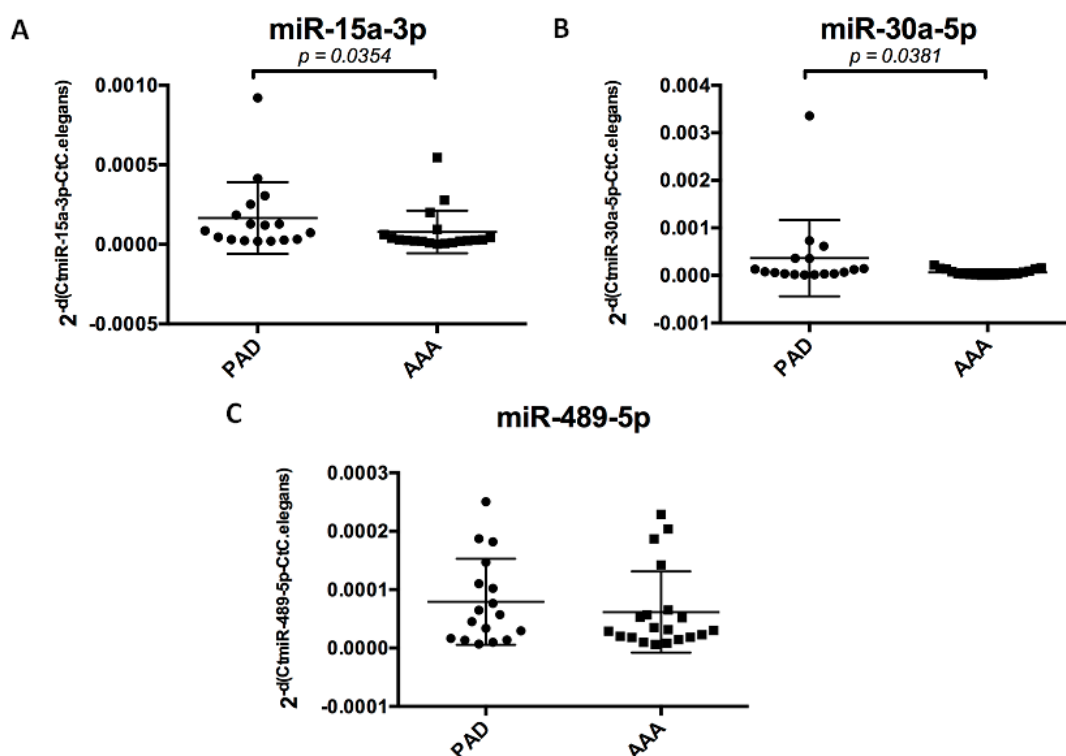 A
miR-15a-3p
p = 0.0354
2^-d(CtmiR-15a-3p-CtC.elegans)
0.0010
0.0005
0.0000
-0.0005
PAD
AAA
B
miR-30a-5p
p = 0.0381
2^-d(CtmiR-30a-5p-CtC.elegans)
0.004
0.003
0.002
0.001
0.000
-0.001
PAD
AAA
C
miR-489-5p
2^-d(CtmiR-489-5p-CtC.elegans)
0.0003
0.0002
0.0001
0.0000
-0.0001
PAD
AAA